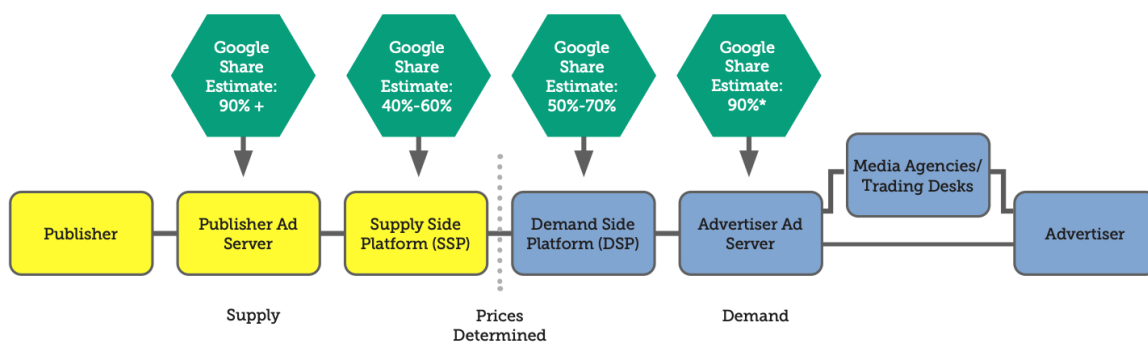 Google
Share
Estimate:
90% +
Google
Share
Estimate:
40%-60%
Google
Share
Estimate:
50%-70%
Google
Share
Estimate:
90%*
Media Agencies/
Trading Desks
Publisher
Publisher Ad
Server
Supply Side
Platform (SSP)
Demand Side
Platform (DSP)
Advertiser Ad
Server
Advertiser
Supply
Prices
Determined
Demand